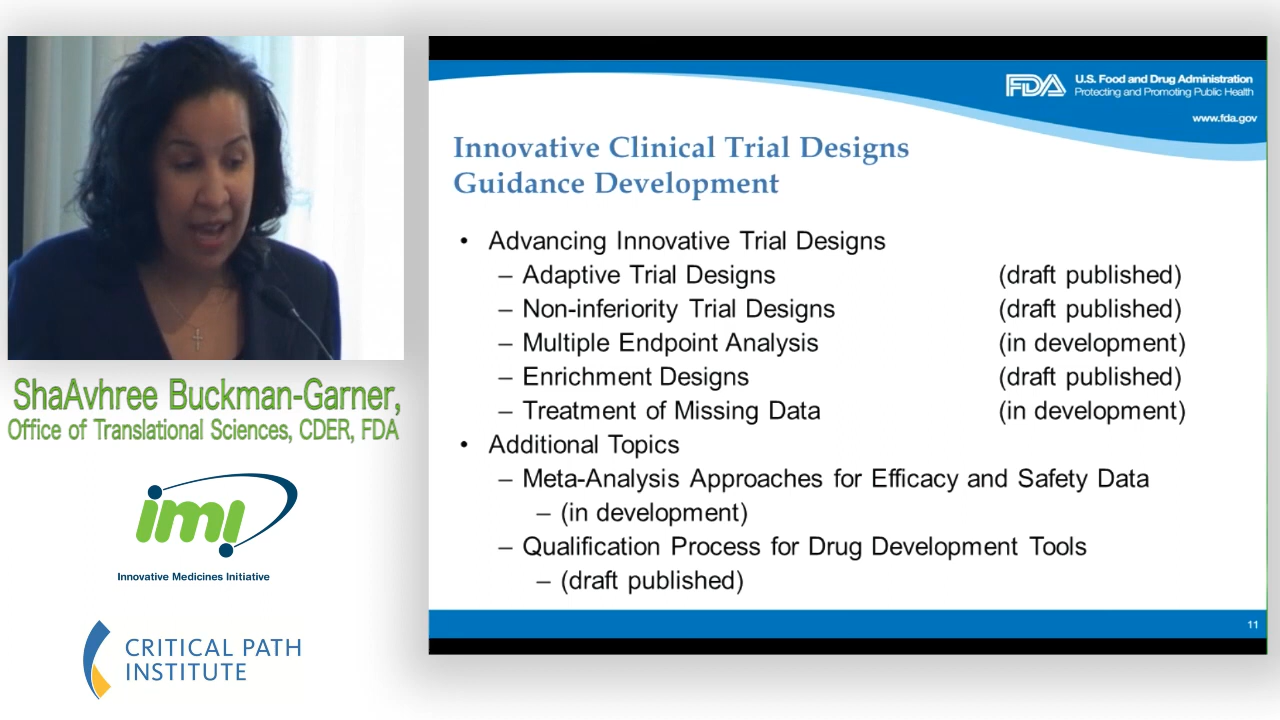 ShaAvhree Buckman-Garner,
Office of Translational Sciences, CDER, FDA
imi
Innovative Medicines Initiative
CRITICAL PATH
INSTITUTE
FDA
U.S. Food and Drug Administration
Protecting and Promoting Public Health
www.fda.gov
Innovative Clinical Trial Designs
Guidance Development
• Advancing Innovative Trial Designs
– Adaptive Trial Designs (draft published)
– Non-inferiority Trial Designs (draft published)
– Multiple Endpoint Analysis (in development)
– Enrichment Designs (draft published)
– Treatment of Missing Data (in development)
• Additional Topics
– Meta-Analysis Approaches for Efficacy and Safety Data
– (in development)
– Qualification Process for Drug Development Tools
– (draft published)
11